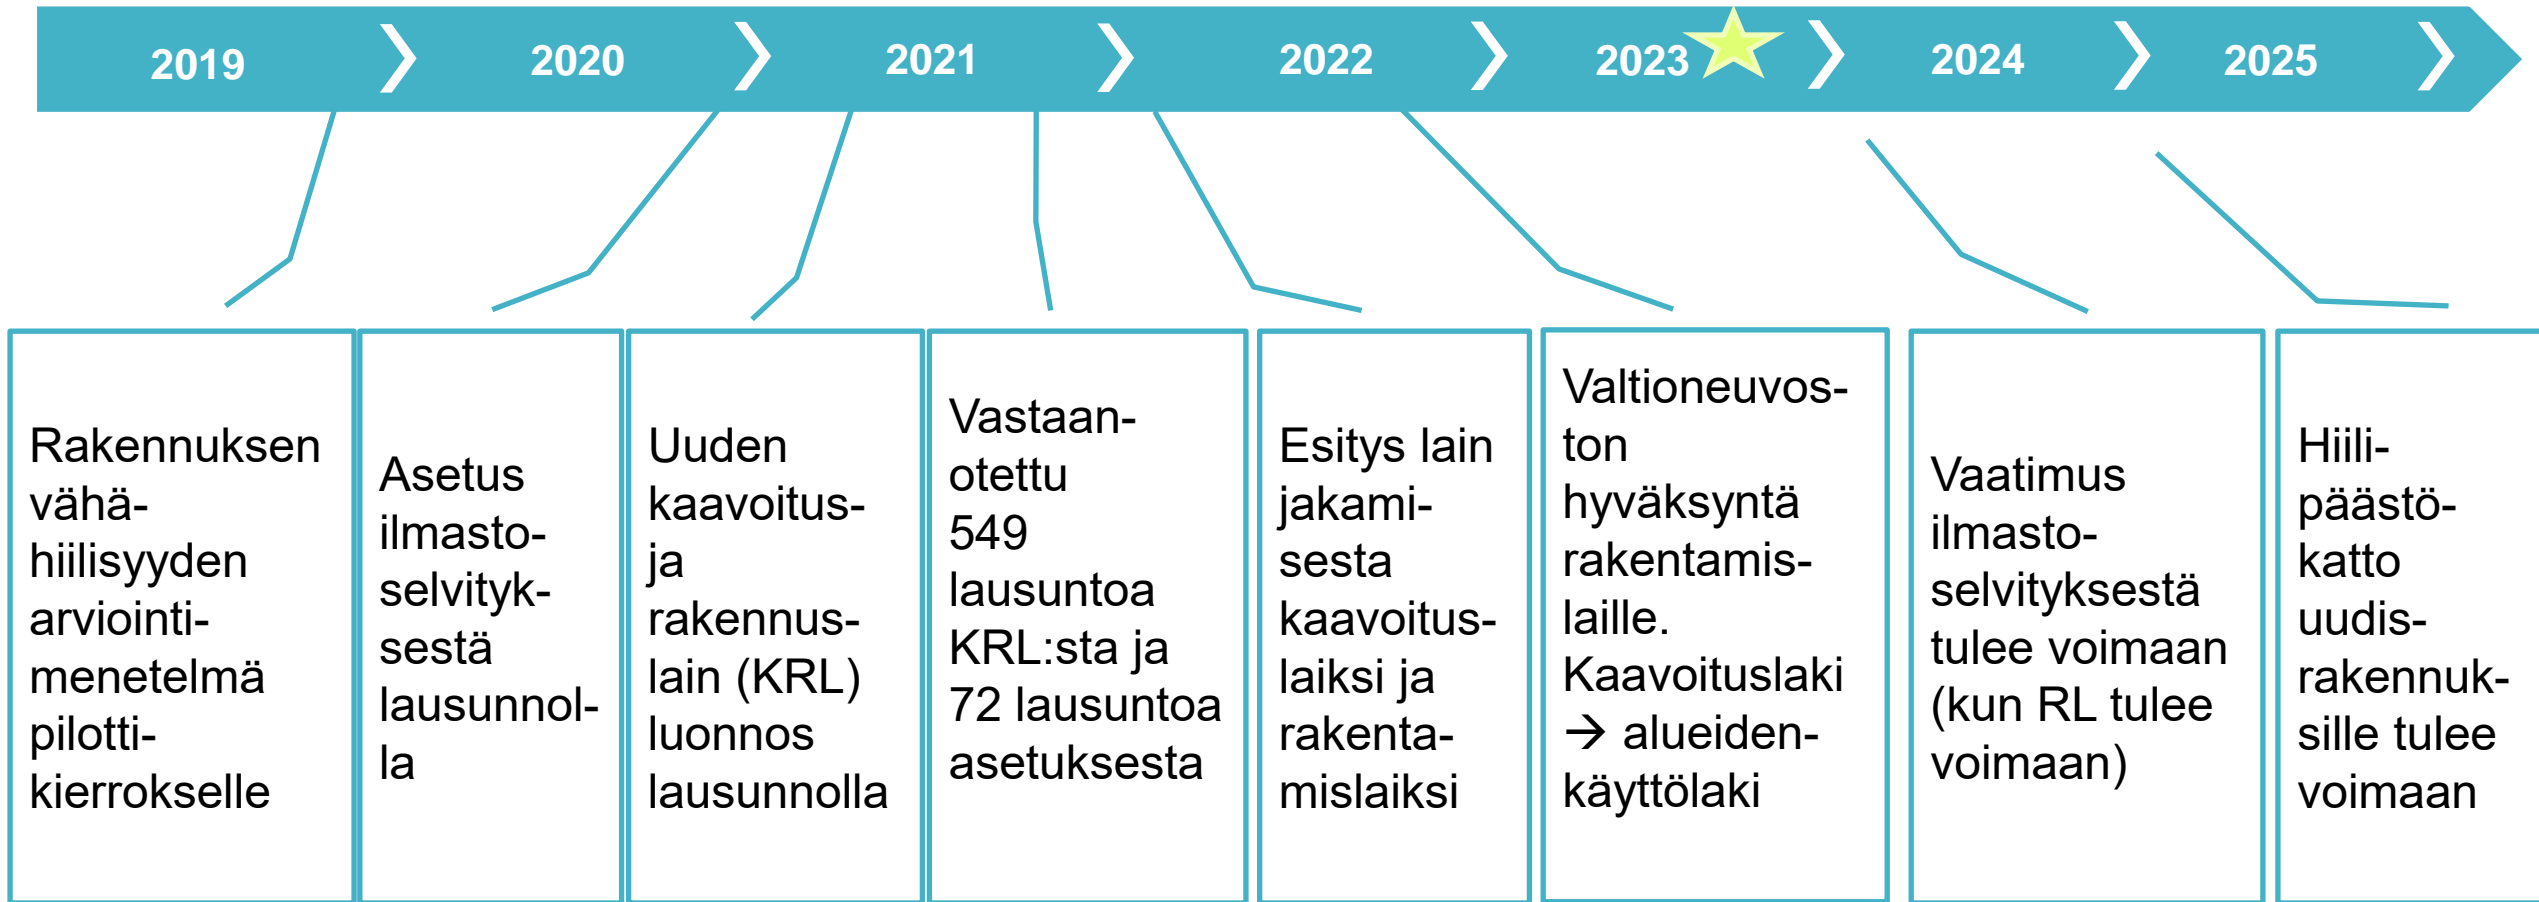 2019
2020
2021
2022
2023
2024
2025
Rakennuksen
vähä-
hiilisyyden
arviointi-
menetelmä
pilotti-
kierrokselle
Asetus
ilmasto-
selvityk-
sestä
lausunnol-
la
Uuden
kaavoitus-
ja
rakennus-
lain (KRL)
luonnos
lausunnolla
Vastaan-
otettu
549
lausuntoa
KRL:sta ja
72 lausuntoa
asetuksesta
Esitys lain
jakami-
sesta
kaavoitus-
laiksi ja
rakenta-
mislaiksi
Valtioneuvos-
ton
hyväksyntä
rakentamis-
laille.
Kaavoituslaki
→ alueiden-
käyttölaki
Vaatimus
ilmasto-
selvityksestä
tulee voimaan
(kun RL tulee
voimaan)
Hiili-
päästö-
katto
uudis-
rakennuk-
sille tulee
voimaan